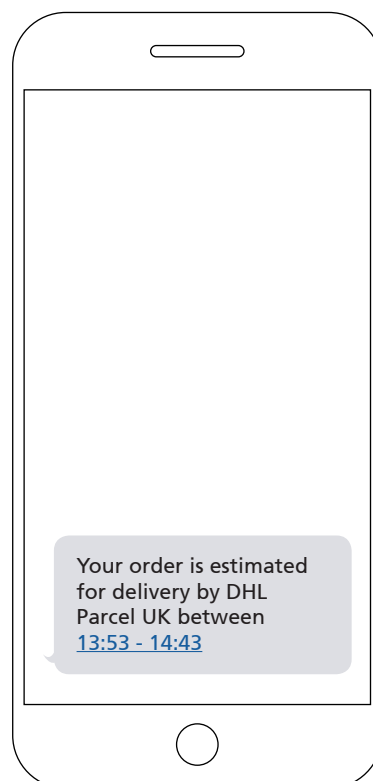 Your order is estimated
for delivery by DHL
Parcel UK between
13:53 - 14:43